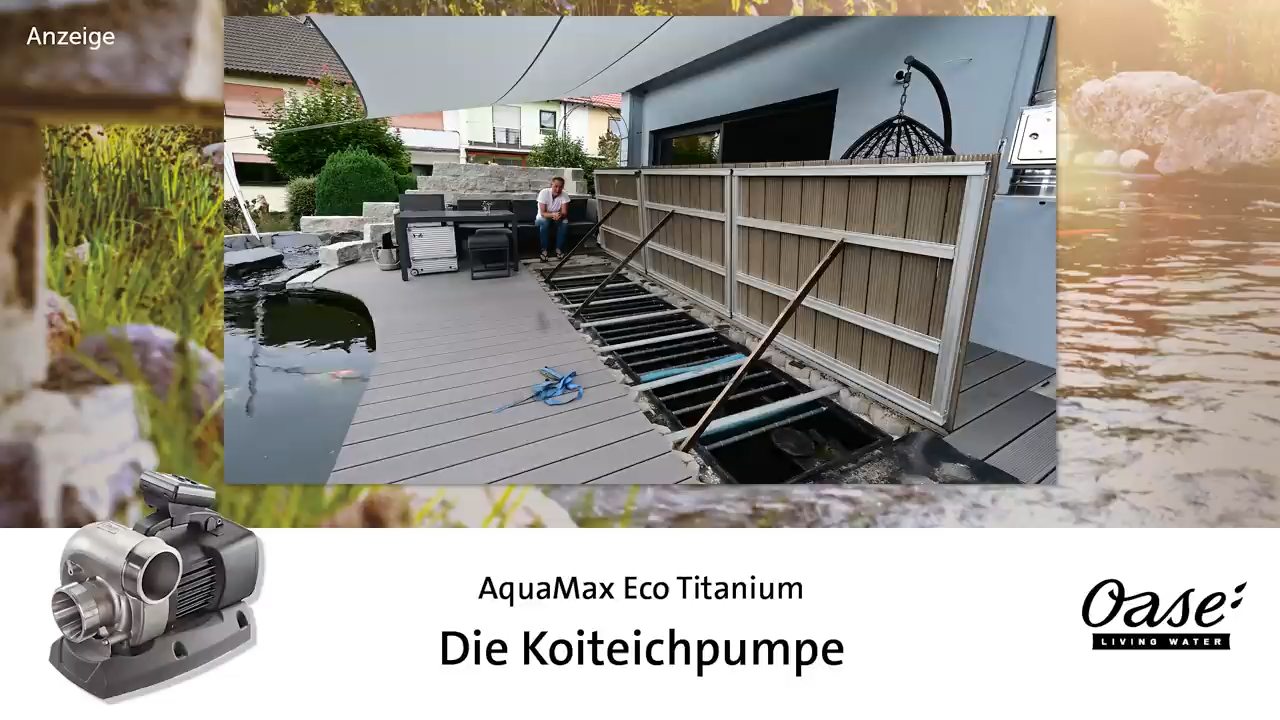 Anzeige
AquaMax Eco Titanium
Die Koiteichpumpe
Oase
LIVING WATER